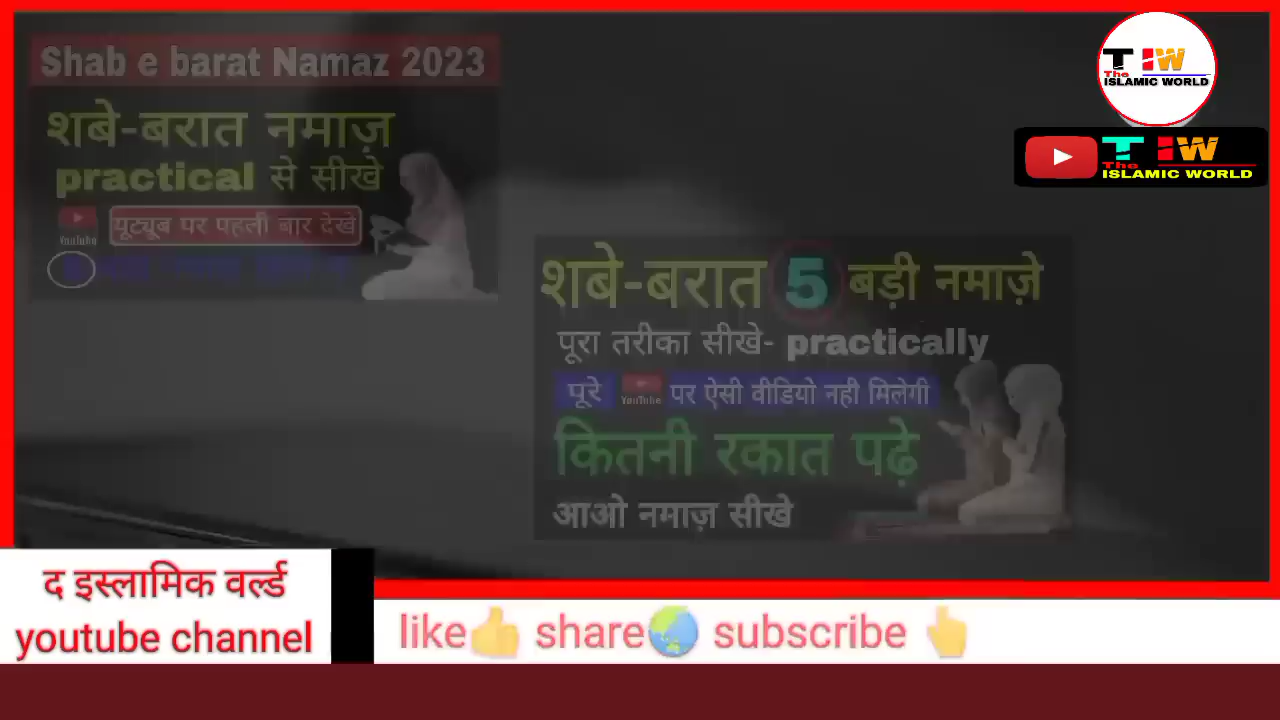 Shab e barat Namaz 2023
शबे-बरात नमाज़
practical से सीखे
YouTube
यूट्यूब पर पहली बार देखे
TIW
The
ISLAMIC WORLD
TIW
The
ISLAMIC WORLD
शबे-बरात 5 बड़ी नमाज़े
पूरा तरीका सीखे- practically
पूरे YouTube पर ऐसी वीडियो नही मिलेगी
कितनी रकात पढ़े
आओ नमाज़ सीखे
द इस्लामिक वर्ल्ड
youtube channel
like👍 share🌏 subscribe 👆